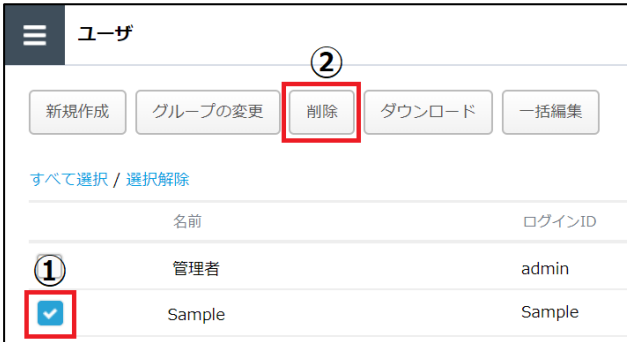 ユーザ
②
新規作成 グループの変更 削除 ダウンロード 一括編集
すべて選択 / 選択解除
名前 ログインID
①
管理者 admin
Sample Sample